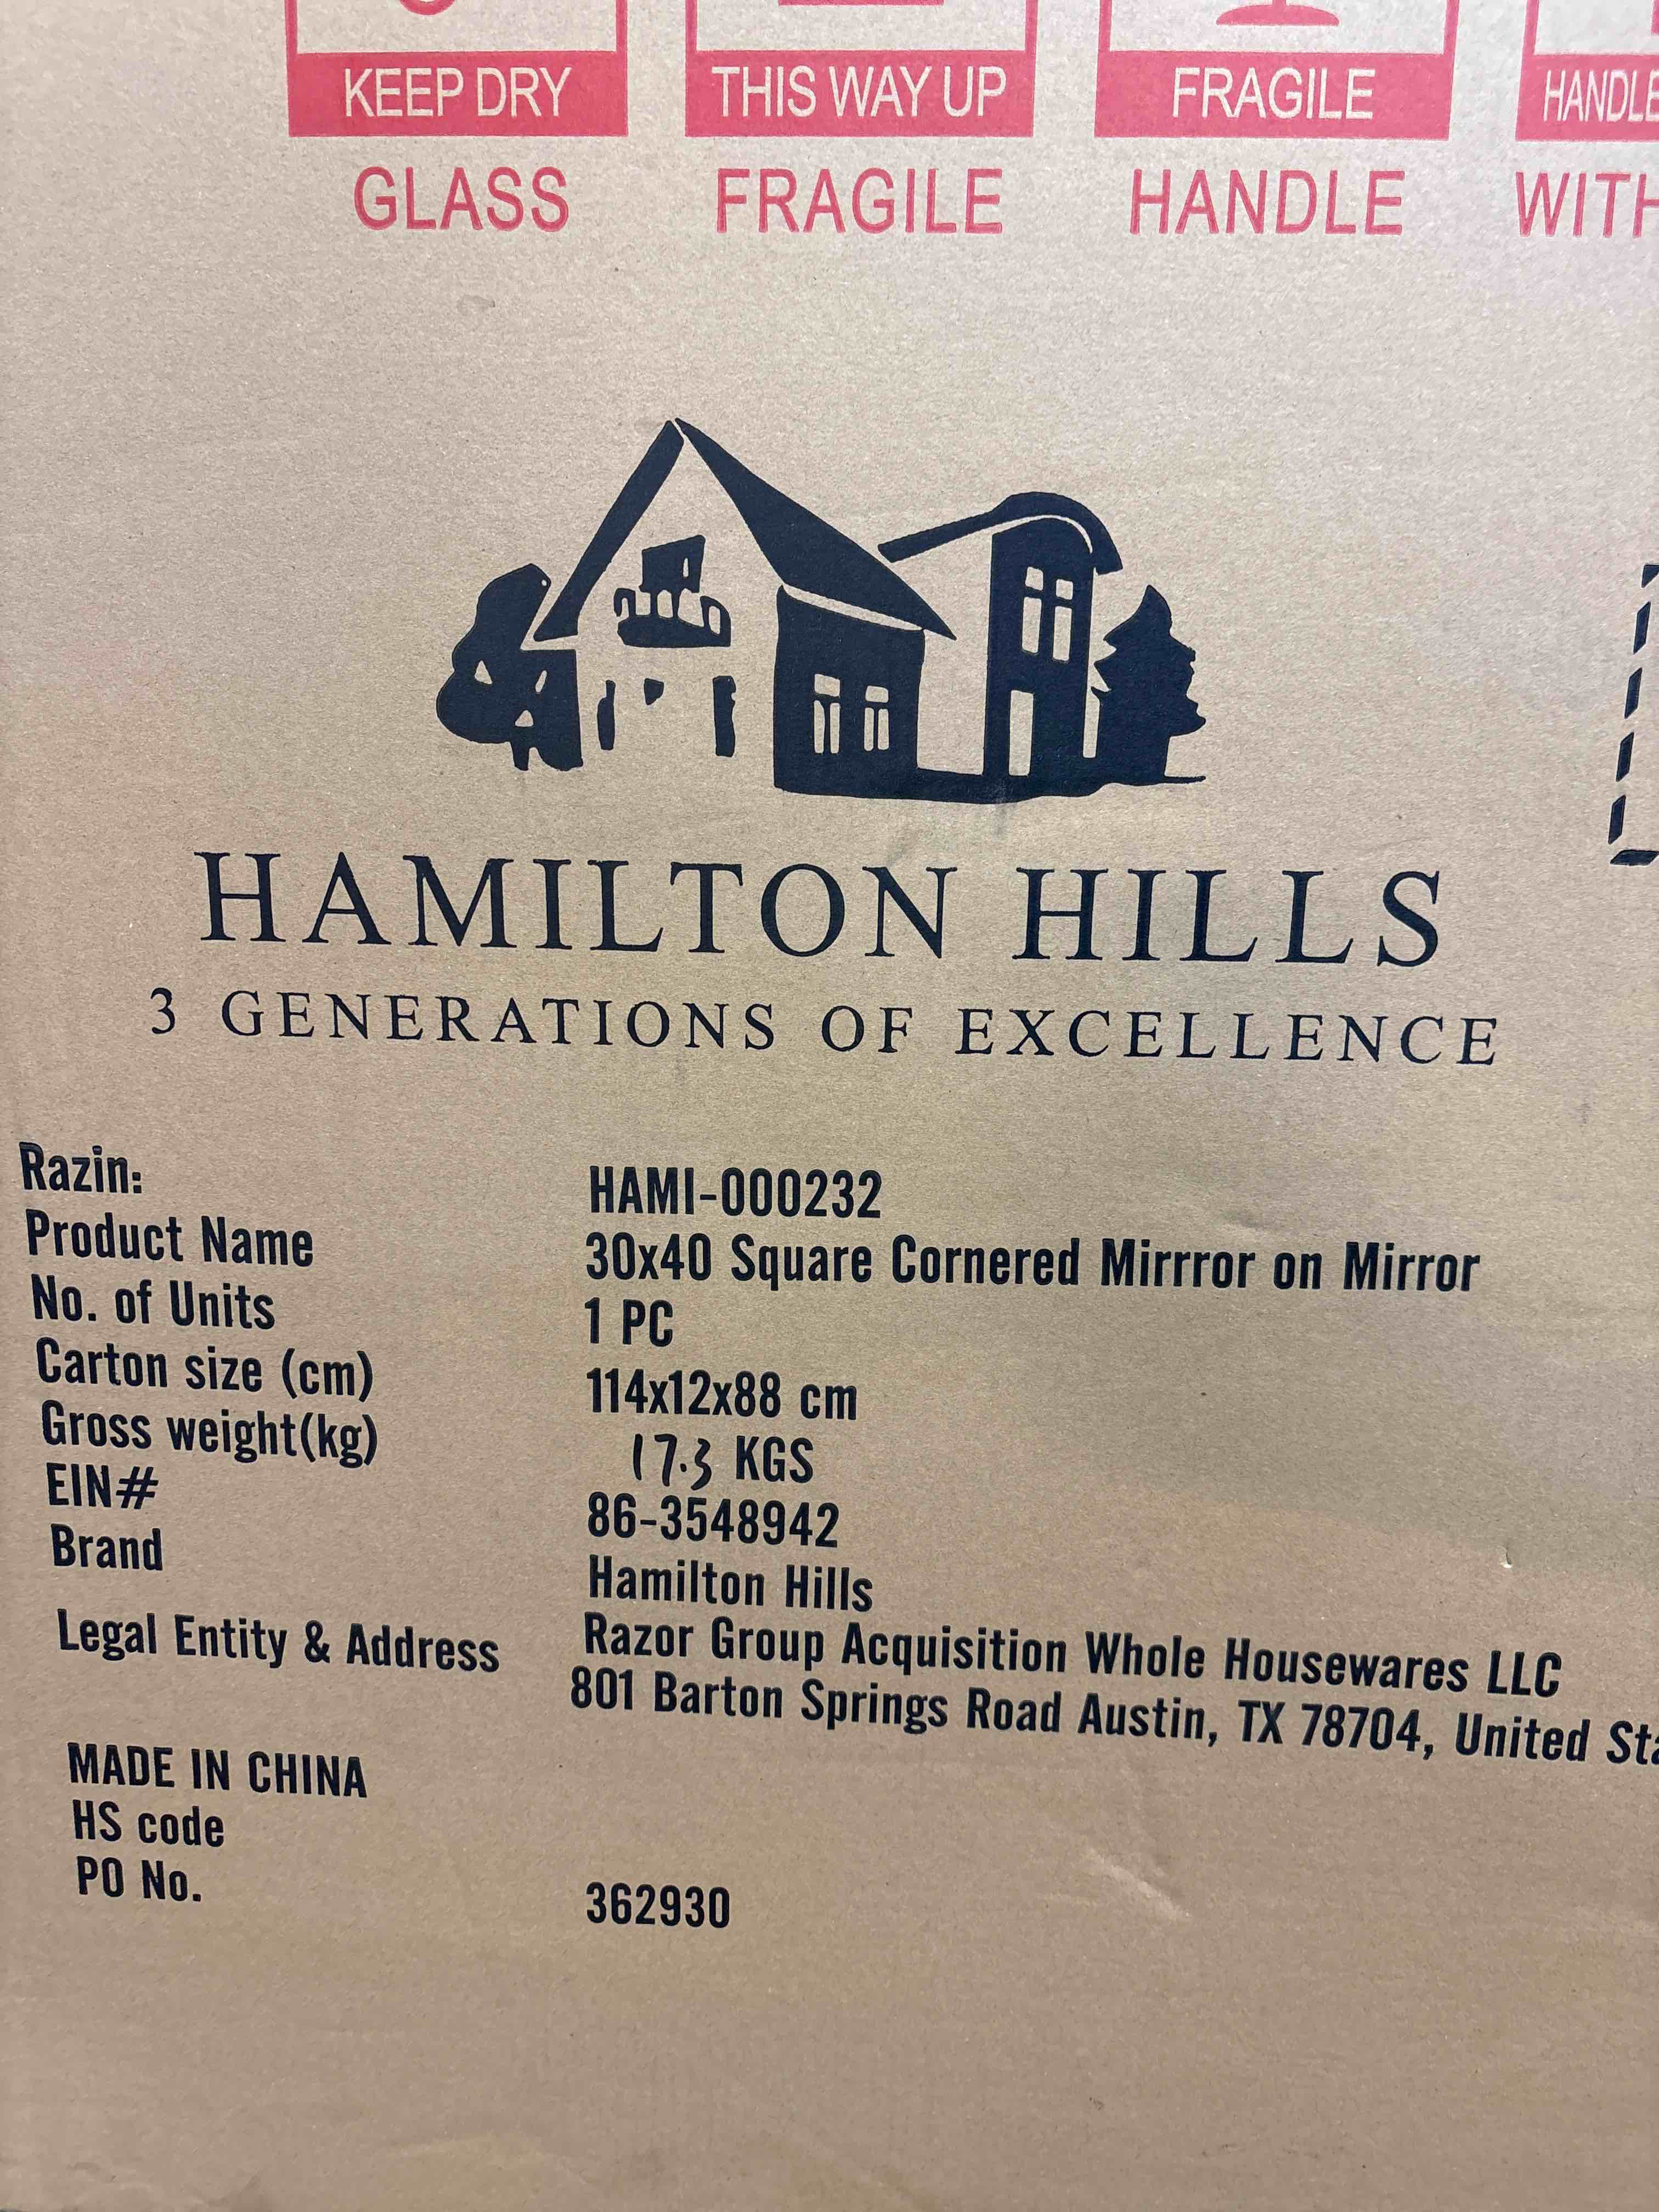 KEEP DRY THIS WAY UP FRAGILE HANDLE
GLASS FRAGILE HANDLE WITH
HAMILTON HILLS
3 GENERATIONS OF EXCELLENCE
Razin: HAMI-000232
Product Name 30x40 Square Cornered Mirrror on Mirror
No. of Units 1 PC
Carton size (cm) 114x12x88 cm
Gross weight(kg) 17.3 KGS
EIN# 86-3548942
Brand Hamilton Hills
Legal Entity & Address Razor Group Acquisition Whole Housewares LLC
801 Barton Springs Road Austin, TX 78704, United
MADE IN CHINA
HS code
PO No. 362930